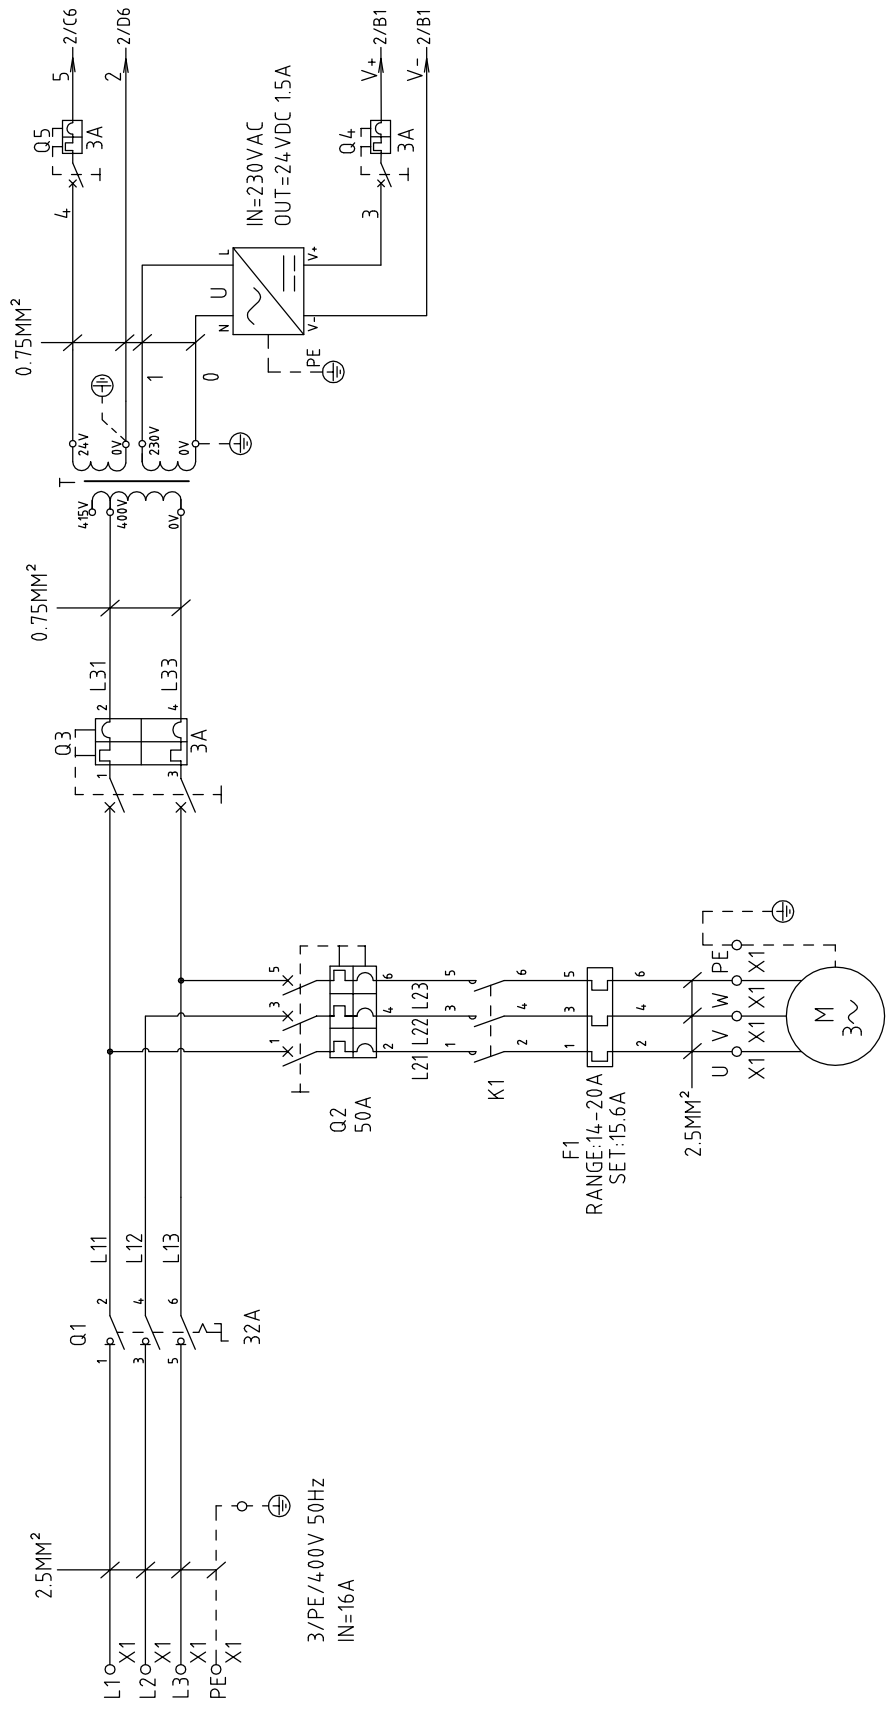 L1
X1
L2
X1
L3
X1
PE
X1
2.5MM²
3/PE/400V 50Hz
IN=16A
Q1
1
2
3
4
5
6
32A
L11
L12
L13
Q2
50A
1
2
3
4
5
6
L21
L22
L23
K1
1
2
3
4
5
6
F1
RANGE:14-20A
SET:15.6A
1
2
3
4
5
6
2.5MM²
U
V
W
PE
X1
X1
X1
X1
M
3~
Q3
1
2
3
4
3A
L31
L33
0.75MM²
T
415V
400V
0V
24V
0V
230V
0V
0.75MM²
1
0
PE
N
L
U
V-
V+
IN=230VAC
OUT=24VDC 1.5A
4
Q5
3A
5
2/C6
2
2/D6
3
Q4
3A
V+
2/B1
V-
2/B1